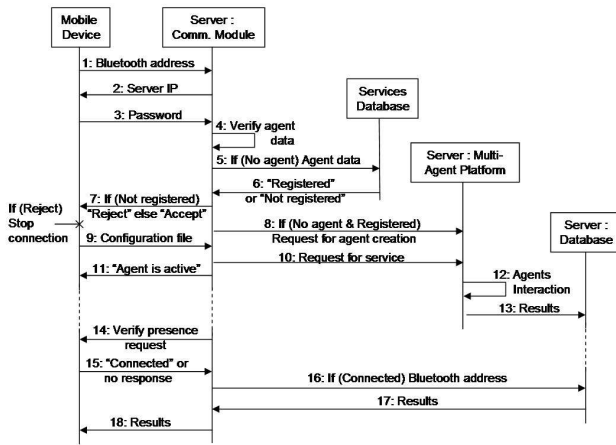 Mobile
Device
Server :
Comm. Module
1: Bluetooth address
2: Server IP
Services
Database
3: Password
4: Verify agent
data
5: If (No agent) Agent data
Server : Multi-
Agent Platform
6: “Registered”
or “Not registered”
7: If (Not registered)
“Reject” else “Accept”
If (Reject)
Stop
connection
8: If (No agent & Registered)
Request for agent creation
Server :
Database
9: Configuration file
10: Request for service
11: “Agent is active”
12: Agents
Interaction
13: Results
14: Verify presence
request
15: “Connected” or
no response
16: If (Connected) Bluetooth address
17: Results
18: Results